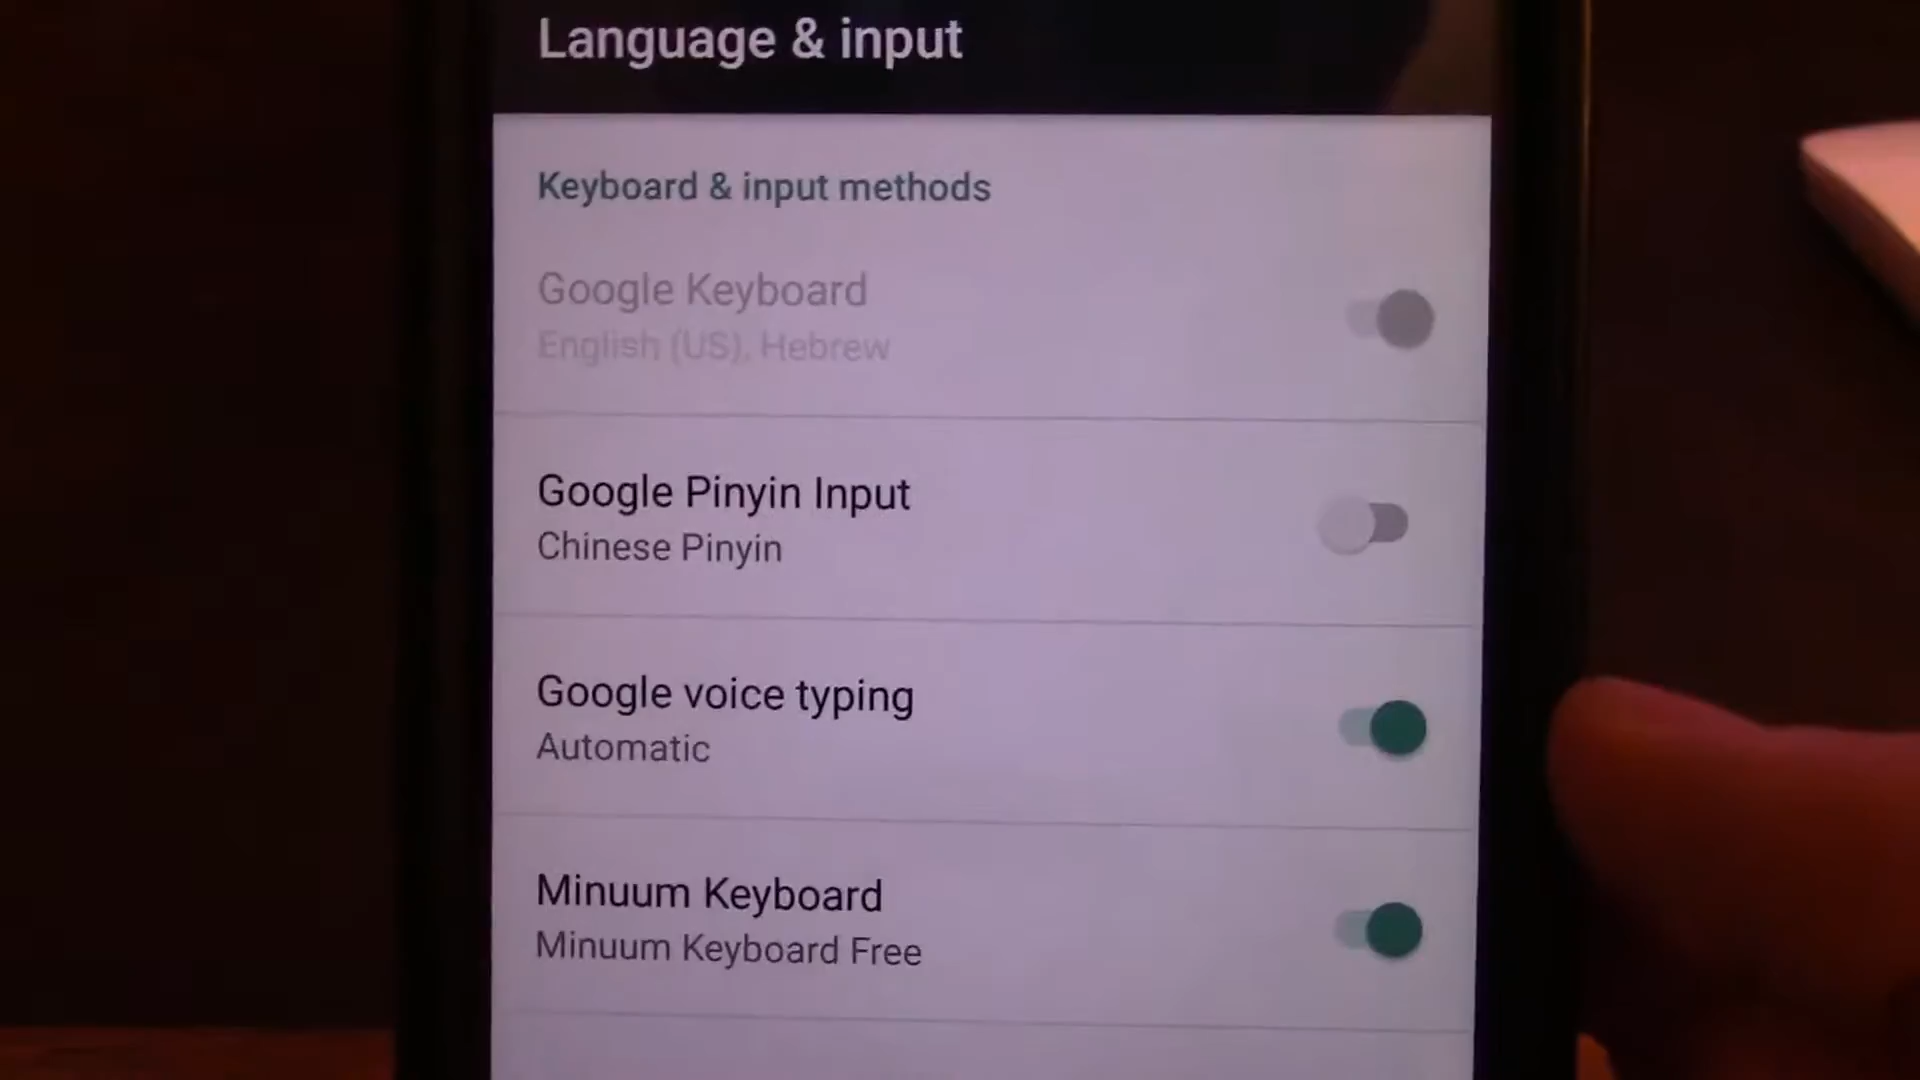 Language & input
Keyboard & input methods
Google Keyboard
English (US), Hebrew
Google Pinyin Input
Chinese Pinyin
Google voice typing
Automatic
Minuum Keyboard
Minuum Keyboard Free